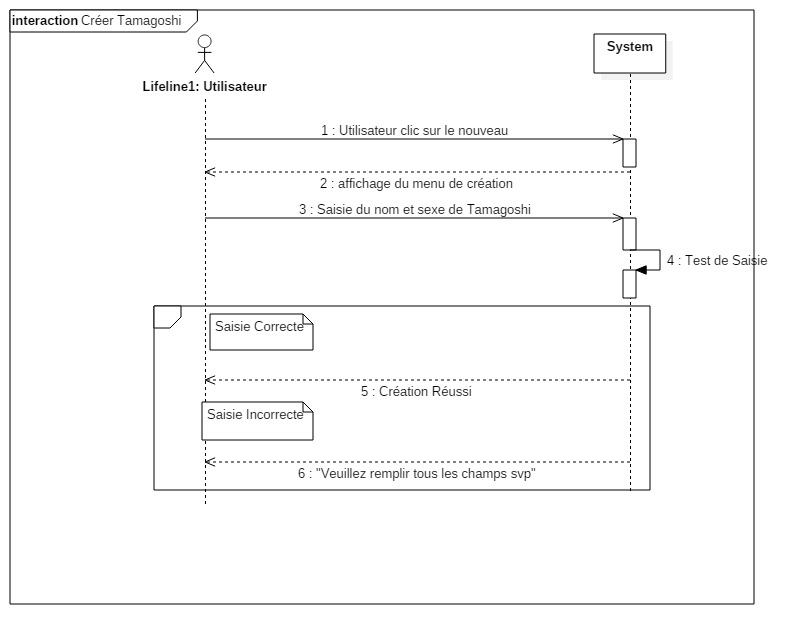 interaction Créer Tamagoshi
System
Lifeline1: Utilisateur
1 : Utilisateur clic sur le nouveau
2 : affichage du menu de création
3 : Saisie du nom et sexe de Tamagoshi
4 : Test de Saisie
Saisie Correcte
5 : Création Réussi
Saisie Incorrecte
6 : "Veuillez remplir tous les champs svp"